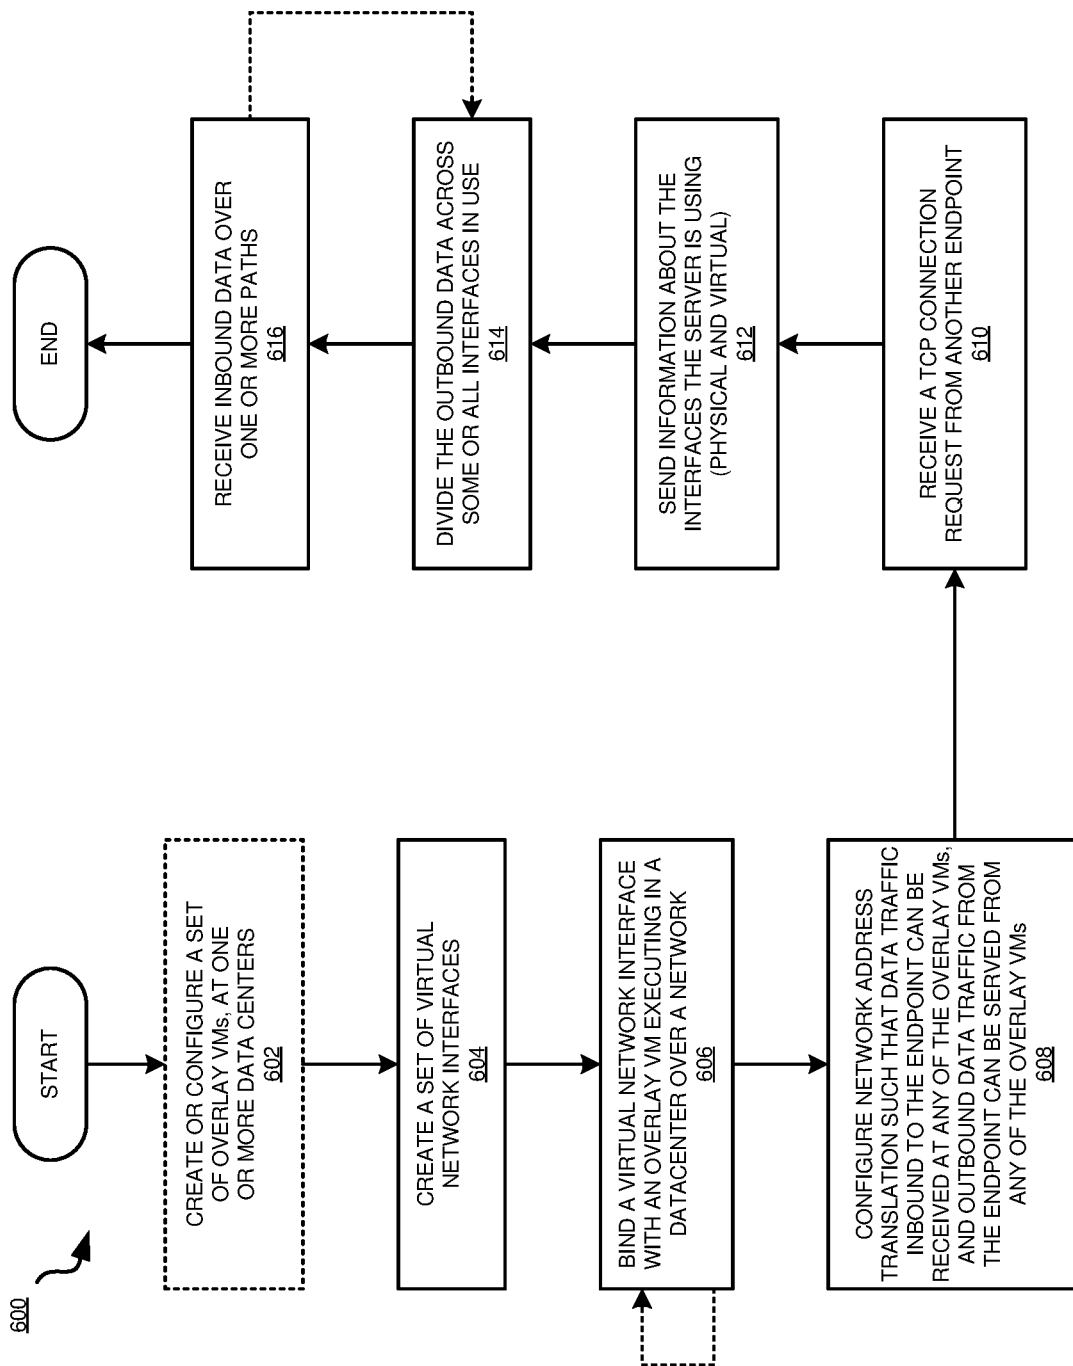 600
START
CREATE OR CONFIGURE A SET
OF OVERLAY VMs, AT ONE
OR MORE DATA CENTERS
602
CREATE A SET OF VIRTUAL
NETWORK INTERFACES
604
BIND A VIRTUAL NETWORK INTERFACE
WITH AN OVERLAY VM EXECUTING IN A
DATACENTER OVER A NETWORK
606
CONFIGURE NETWORK ADDRESS
TRANSLATION SUCH THAT DATA TRAFFIC
INBOUND TO THE ENDPOINT CAN BE
RECEIVED AT ANY OF THE OVERLAY VMs,
AND OUTBOUND DATA TRAFFIC FROM
THE ENDPOINT CAN BE SERVED FROM
ANY OF THE OVERLAY VMs
608
RECEIVE A TCP CONNECTION
REQUEST FROM ANOTHER ENDPOINT
610
SEND INFORMATION ABOUT THE
INTERFACES THE SERVER IS USING
(PHYSICAL AND VIRTUAL)
612
DIVIDE THE OUTBOUND DATA ACROSS
SOME OR ALL INTERFACES IN USE
614
RECEIVE INBOUND DATA OVER
ONE OR MORE PATHS
616
END